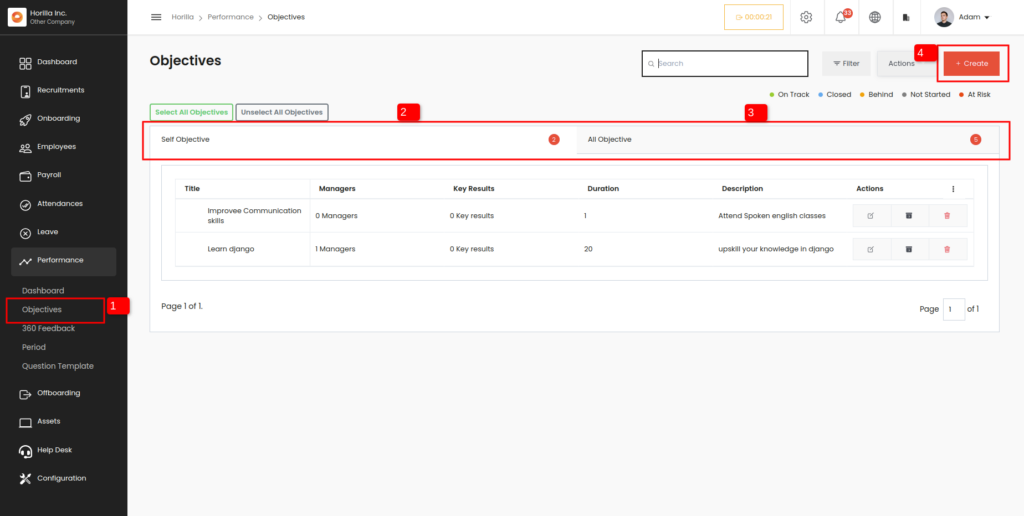 Horilla Inc.
Other Company
Horilla > Performance > Objectives
00:00:21
33
Adam
Dashboard
Recruitments
Onboarding
Employees
Payroll
Attendances
Leave
Performance
Dashboard
Objectives
1
360 Feedback
Period
Question Template
Offboarding
Assets
Help Desk
Configuration
Objectives
Search
Filter
Actions
4
+ Create
On Track
Closed
Behind
Not Started
At Risk
Select All Objectives
Unselect All Objectives
2
3
Self Objective
2
All Objective
5
Title Managers Key Results Duration Description Actions
Improvee Communication
skills
0 Managers 0 Key results 1 Attend Spoken english classes
Learn django 1 Managers 0 Key results 20 upskill your knowledge in django
Page 1 of 1.
Page 1 of 1